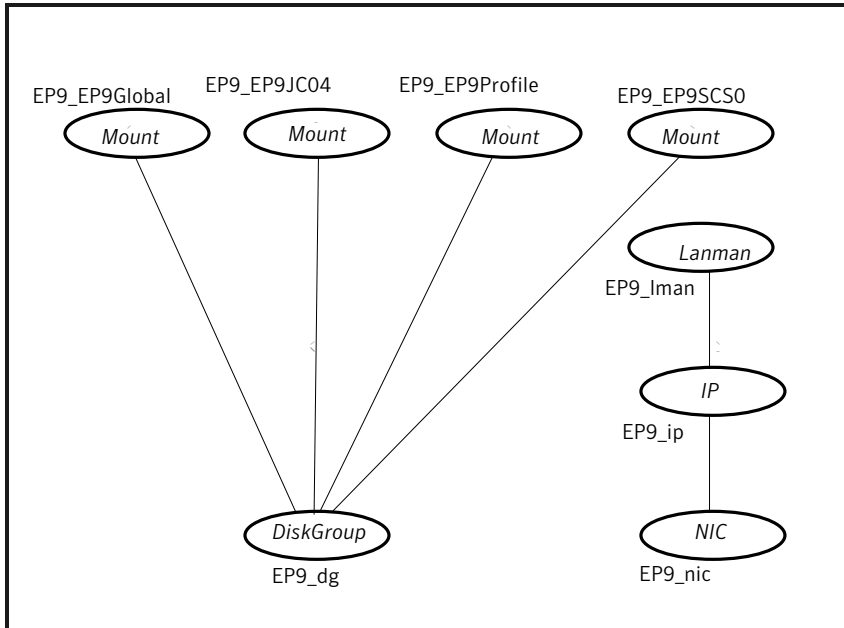 EP9_EP9Global
EP9_EP9JC04
EP9_EP9Profile
EP9_EP9SCS0
Mount
Mount
Mount
Mount
Lanman
EP9_lman
IP
EP9_ip
DiskGroup
EP9_dg
NIC
EP9_nic